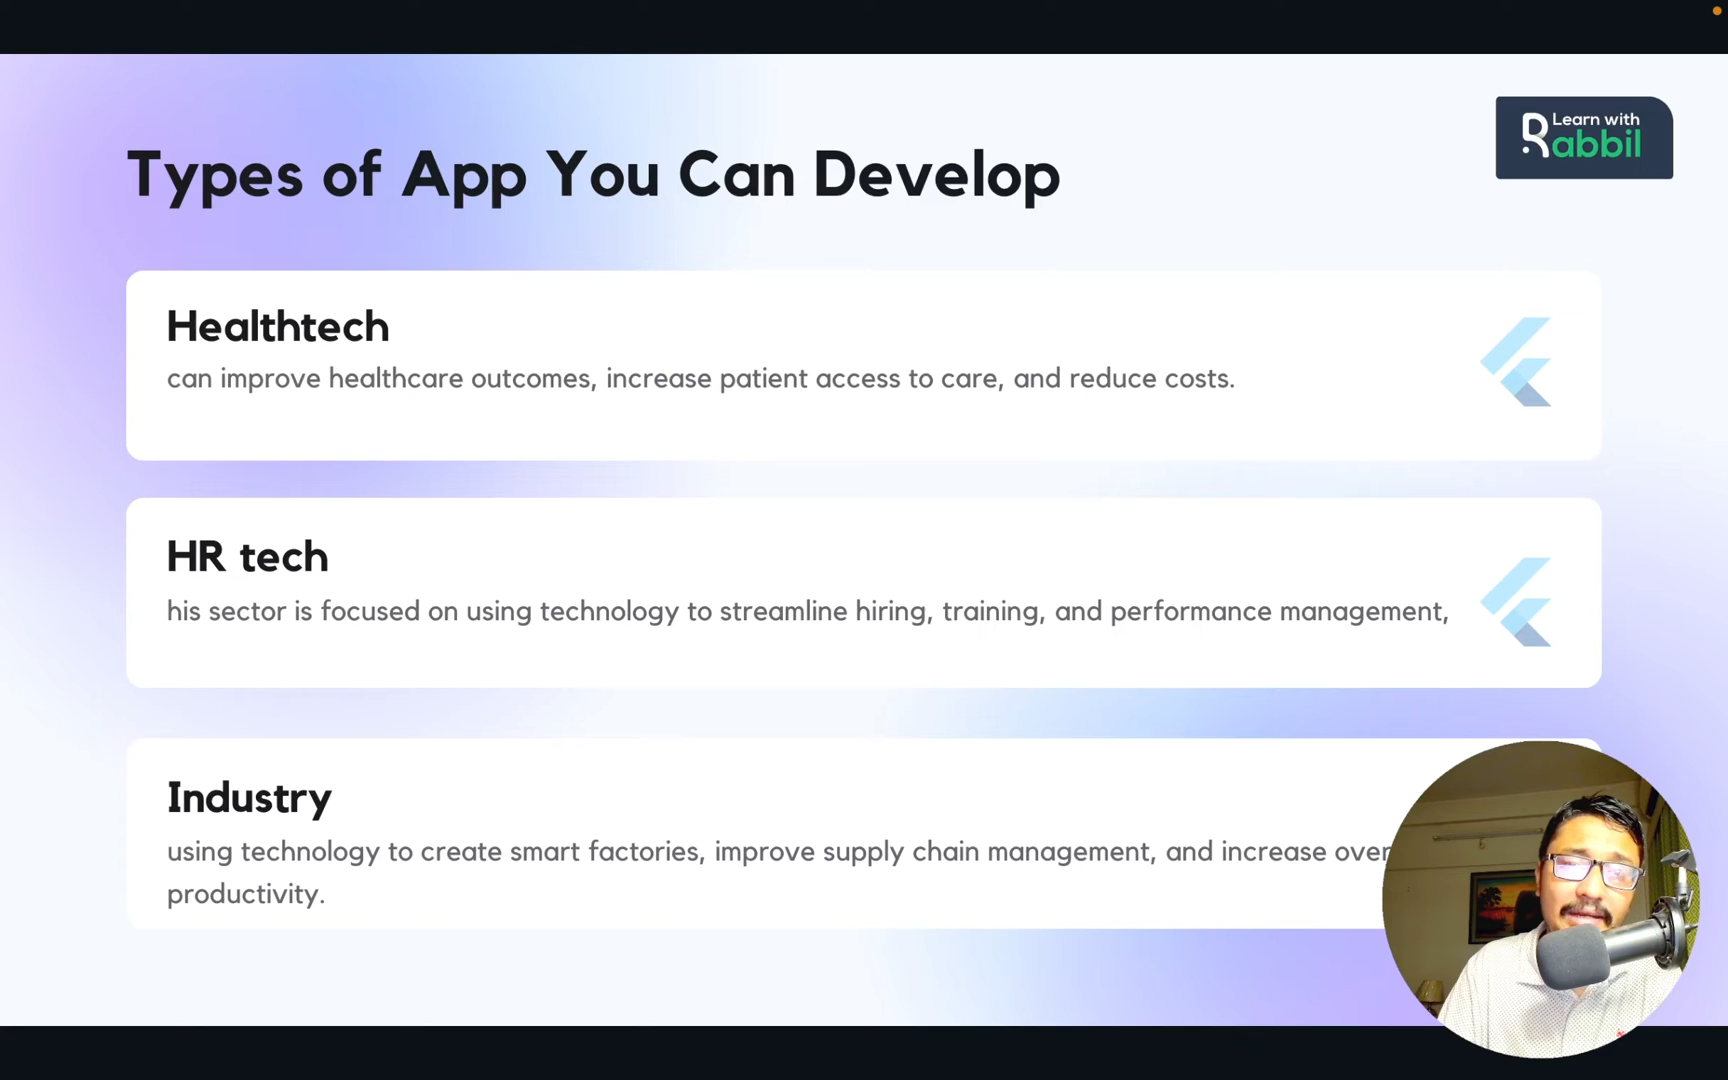 Learn with
Rabbil
Types of App You Can Develop
Healthtech
can improve healthcare outcomes, increase patient access to care, and reduce costs.
HR tech
his sector is focused on using technology to streamline hiring, training, and performance management,
Industry
using technology to create smart factories, improve supply chain management, and increase
productivity.